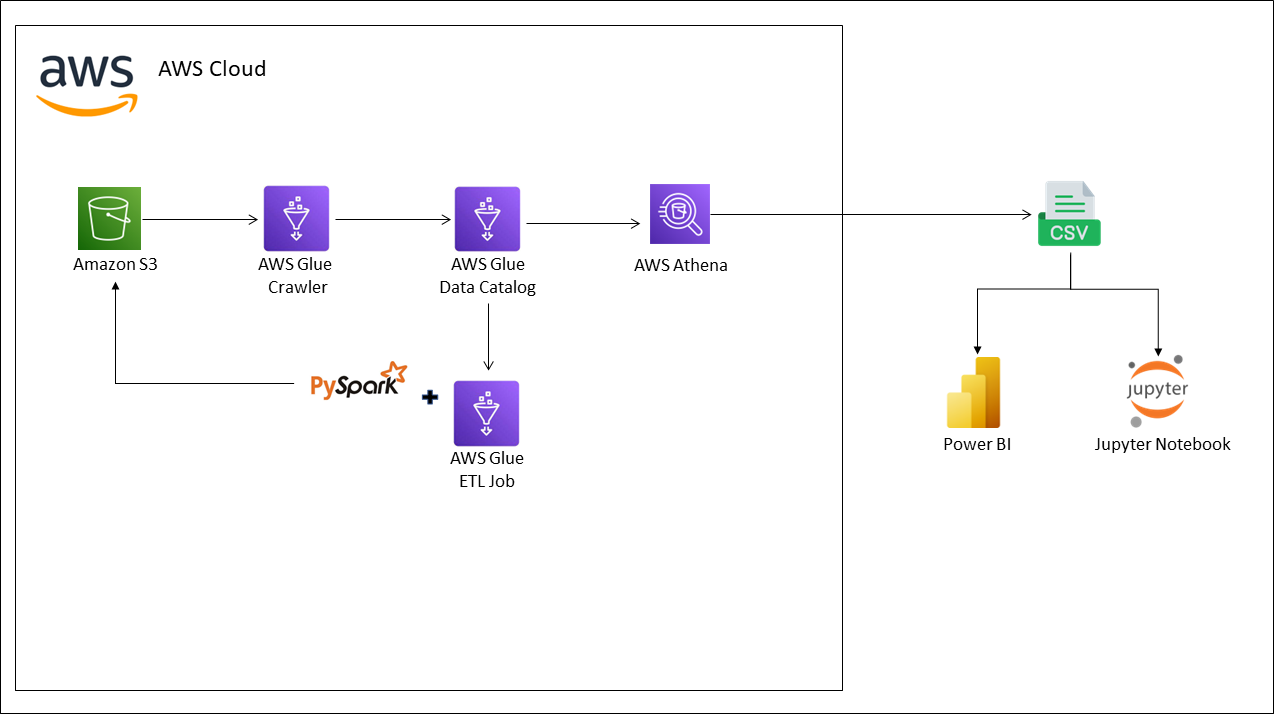 aws
AWS Cloud
Amazon S3
AWS Glue
Crawler
AWS Glue
Data Catalog
AWS Athena
CSV
PySpark
AWS Glue
ETL Job
Power BI
jupyter
Jupyter Notebook